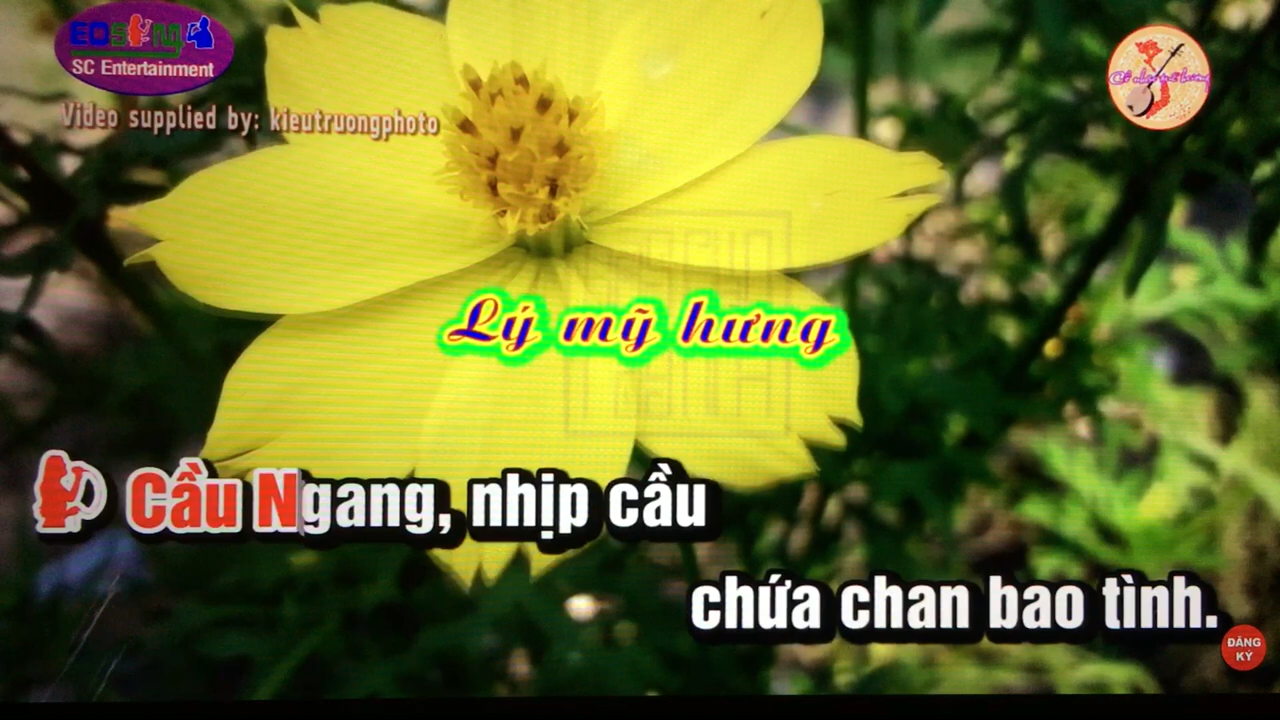 EOSing
SC Entertainment
Video supplied by: kieutruongphoto
Lý mỹ hưng
Cầu Ngang, nhịp cầu
chứa chan bao tình.
ĐĂNG
KÝ